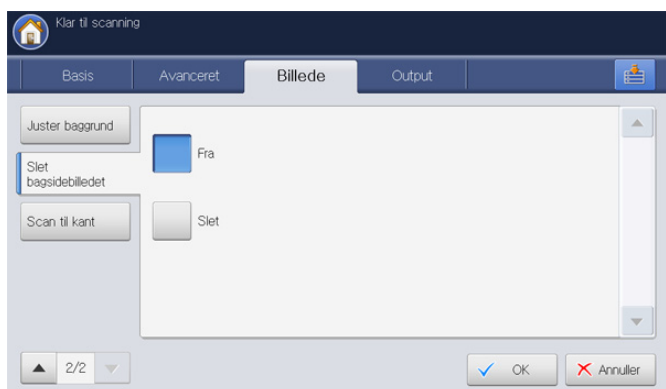 Klar til scanning
Basis
Avanceret
Billede
Output
Juster baggrund
Slet
bagsidebilledet
Scan til kant
Fra
Slet
2/2
OK
Annuller